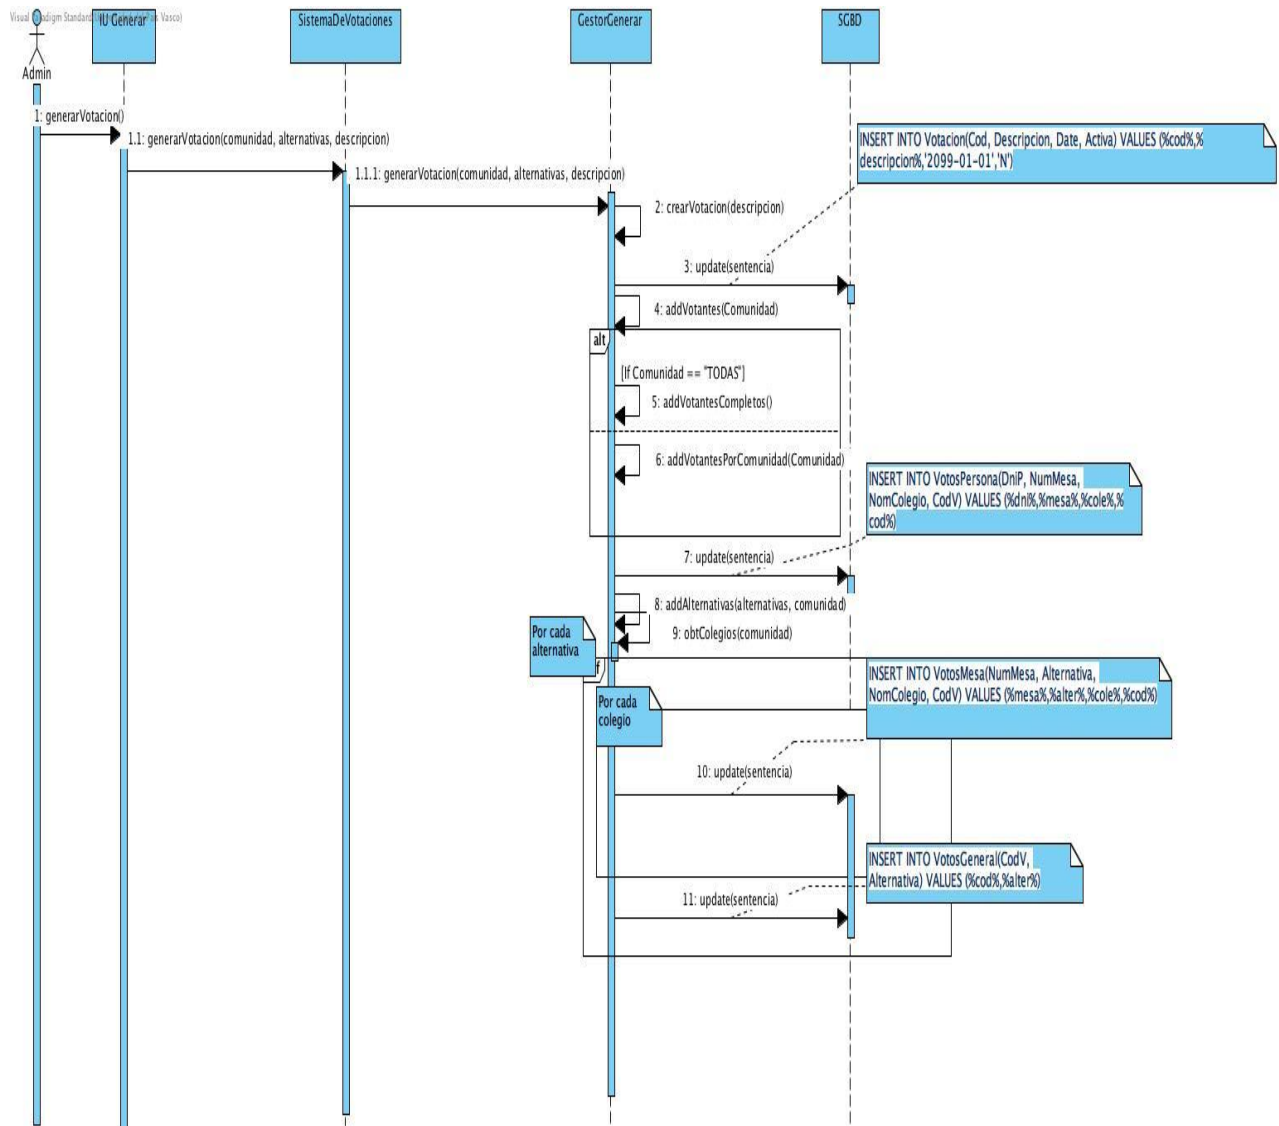 Visual Paradigm Standard Pais Vasco)
IU Generar
SistemaDeVotaciones
GestorGenerar
SGBD
Admin
1: generarVotacion()
1.1: generarVotacion(comunidad, alternativas, descripcion)
INSERT INTO Votacion(Cod, Descripcion, Date, Activa) VALUES (%cod%,%
descripcion%,'2099-01-01','N')
1.1.1: generarVotacion(comunidad, alternativas, descripcion)
2: crearVotacion(descripcion)
3: update(sentencia)
4: addVotantes(Comunidad)
alt
[If Comunidad == "TODAS"]
5: addVotantesCompletos()
6: addVotantesPorComunidad(Comunidad)
INSERT INTO VotosPersona(DniP, NumMesa,
NomColegio, CodV) VALUES (%dni%,%mesa%,%cole%,%
cod%)
7: update(sentencia)
8: addAlternativas(alternativas, comunidad)
9: obtColegios(comunidad)
Por cada
alternativa
INSERT INTO VotosMesa(NumMesa, Alternativa,
NomColegio, CodV) VALUES (%mesa%,%alter%,%cole%,%cod%)
Por cada
colegio
10: update(sentencia)
INSERT INTO VotosGeneral(CodV,
Alternativa) VALUES (%cod%,%alter%)
11: update(sentencia)